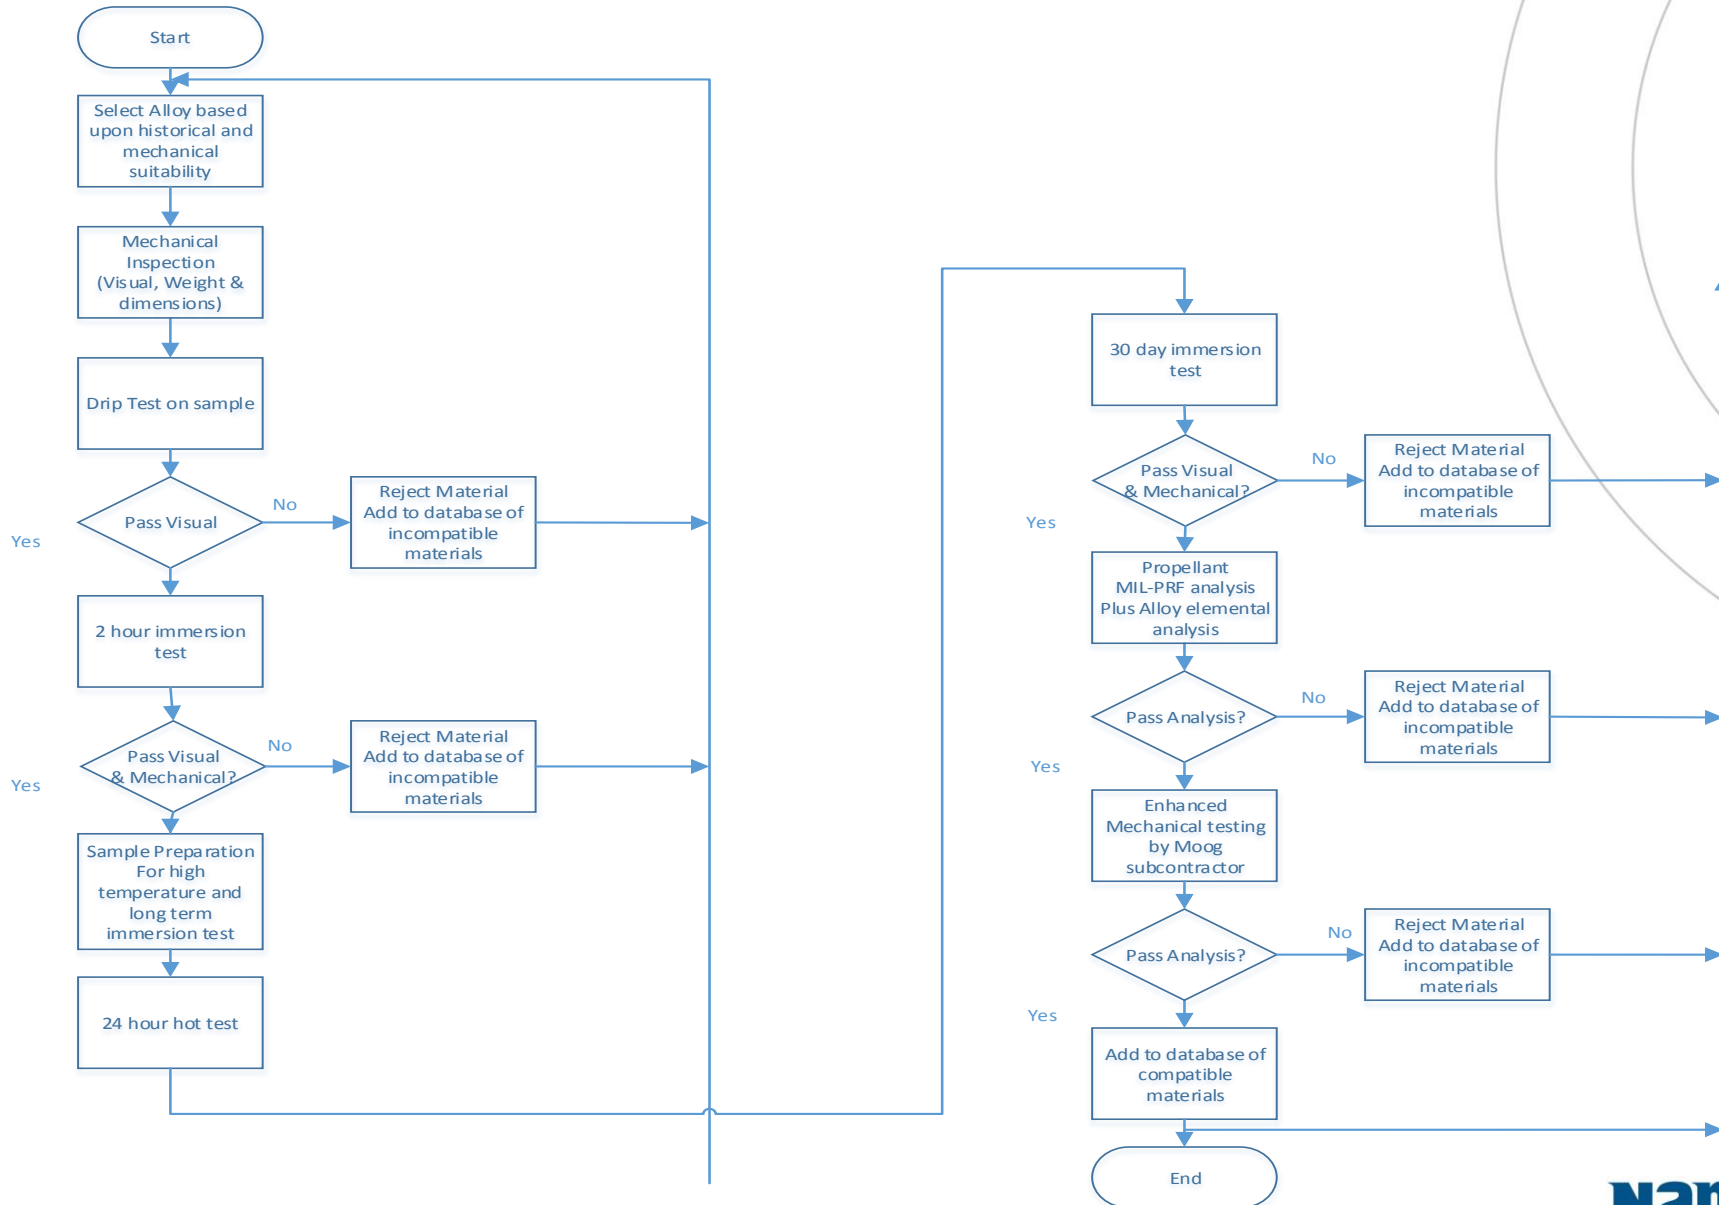 Start
Select Alloy based
upon historical and
mechanical
suitability
Mechanical
Inspection
(Visual, Weight &
dimensions)
Drip Test on sample
Pass Visual
No
Yes
Reject Material
Add to database of
incompatible
materials
2 hour immersion
test
Pass Visual
& Mechanical?
No
Yes
Reject Material
Add to database of
incompatible
materials
Sample Preparation
For high
temperature and
long term
immersion test
24 hour hot test
30 day immersion
test
Pass Visual
& Mechanical?
No
Yes
Reject Material
Add to database of
incompatible
materials
Propellant
MIL-PRF analysis
Plus Alloy elemental
analysis
Pass Analysis?
No
Yes
Reject Material
Add to database of
incompatible
materials
Enhanced
Mechanical testing
by Moog
subcontractor
Pass Analysis?
No
Yes
Reject Material
Add to database of
incompatible
materials
Add to database of
compatible
materials
End